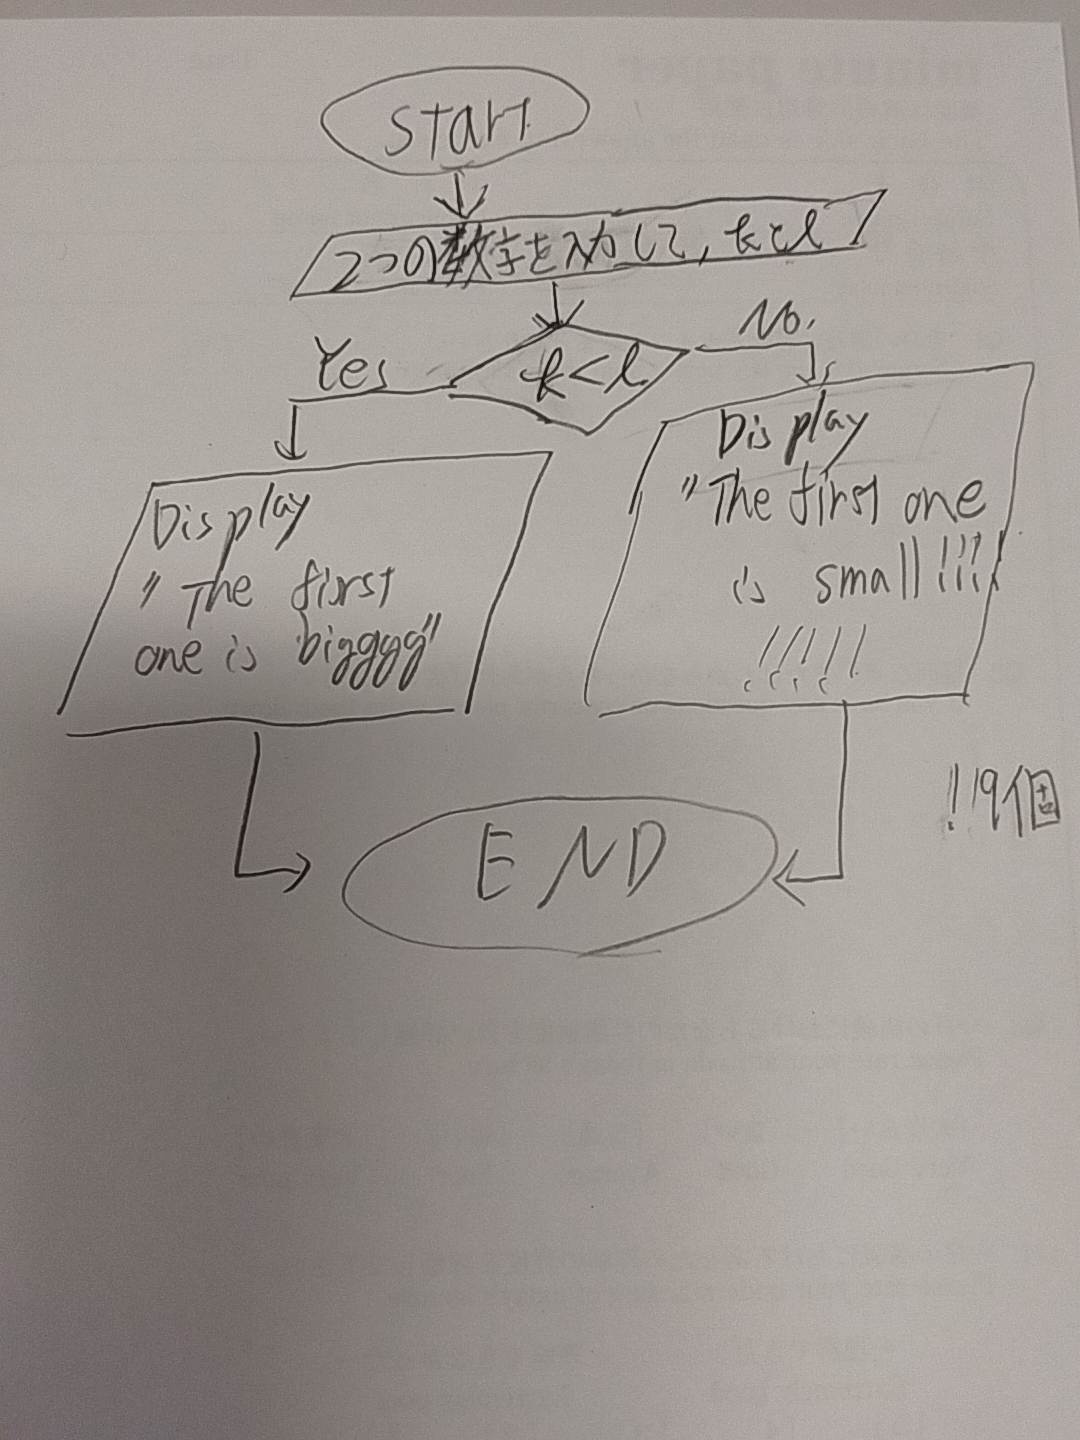 Start
2つの数字を入力して, kとl
k<l
Yes
No.
Display
"The first
one is bigggg"
Display
"The first one
is small!!!!
!!!!!
!19個
END